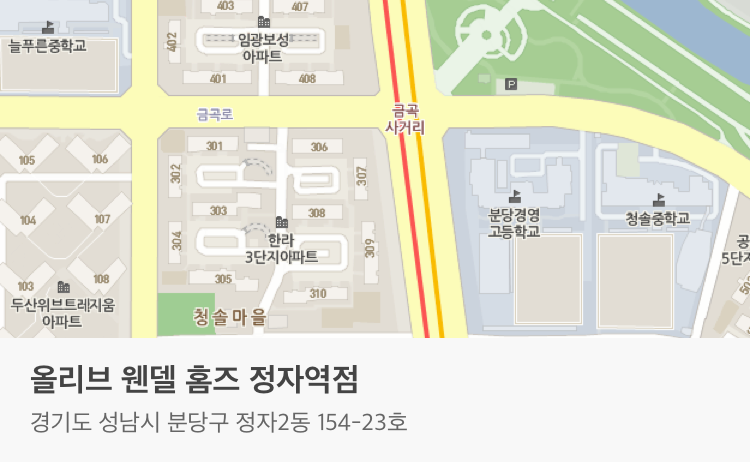 403
407
402
임광보성
아파트
늘푸른중학교
401
408
P
금곡로
금곡
사거리
301
306
105
106
302
307
303
308
104
107
분당경영
고등학교
청솔중학교
304
한라
3단지아파트
309
305
103
108
310
두산위브트레지움
아파트
청솔마을
5단지
올리브 웬델 홈즈 정자역점
경기도 성남시 분당구 정자2동 154-23호